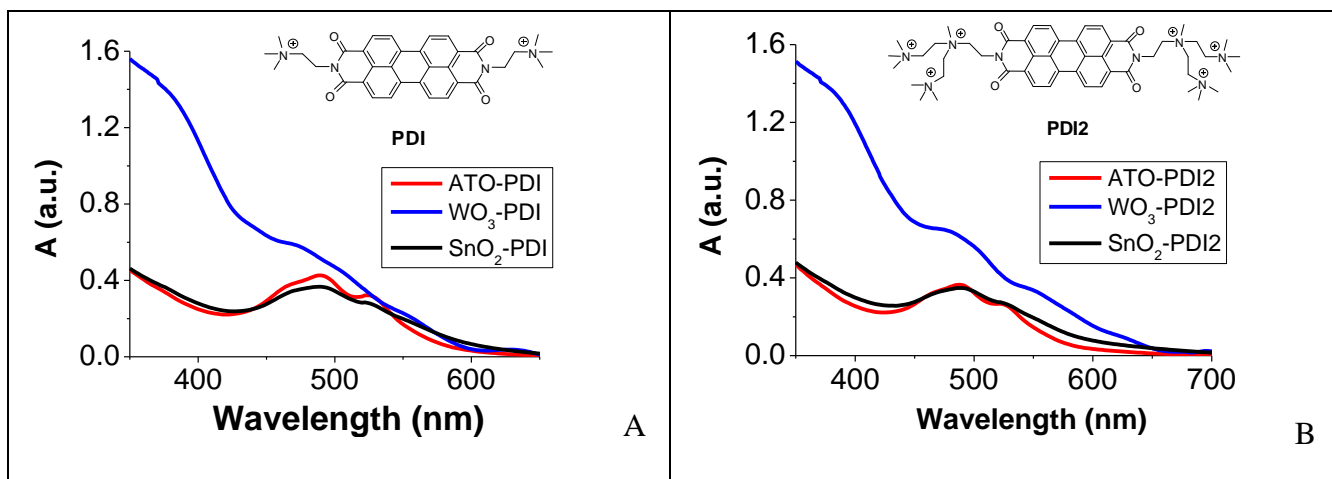 1.6
1.2
0.8
0.4
0.0
A (a.u.)
O O
⊕
N
N N
⊕
N
O O
PDI
ATO-PDI
WO₃-PDI
SnO₂-PDI
400 500 600
Wavelength (nm)
A
1.6
1.2
0.8
0.4
0.0
A (a.u.)
⊕ ⊕ O O ⊕ ⊕
N N N N
N N
⊕ O O ⊕
N N
PDI2
ATO-PDI2
WO₃-PDI2
SnO₂-PDI2
400 500 600 700
Wavelength (nm)
B